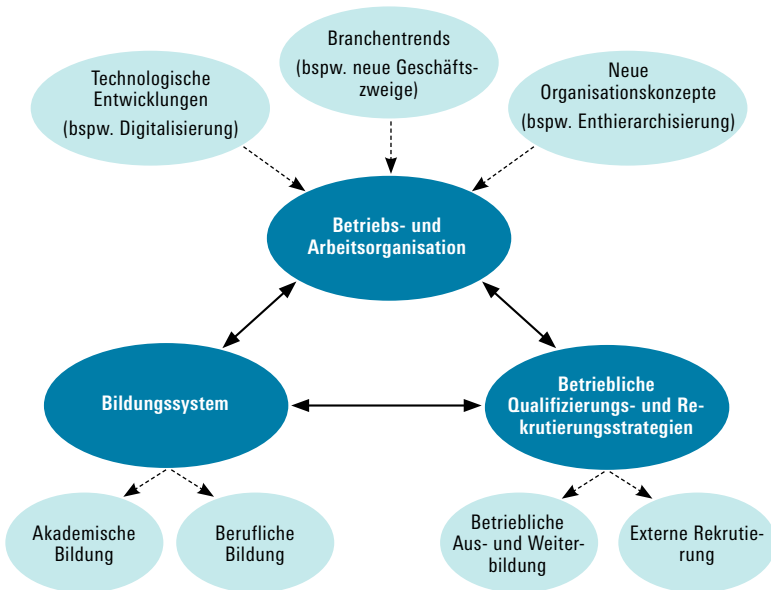 Technologische
Entwicklungen
(bspw. Digitalisierung)
Branchentrends
(bspw. neue Geschäfts-
zweige)
Neue
Organisationskonzepte
(bspw. Enthierarchisierung)
Betriebs- und
Arbeitsorganisation
Bildungssystem
Betriebliche
Qualifizierungs- und Re-
krutierungsstrategien
Akademische
Bildung
Berufliche
Bildung
Betriebliche
Aus- und Weiter-
bildung
Externe Rekrutie-
rung